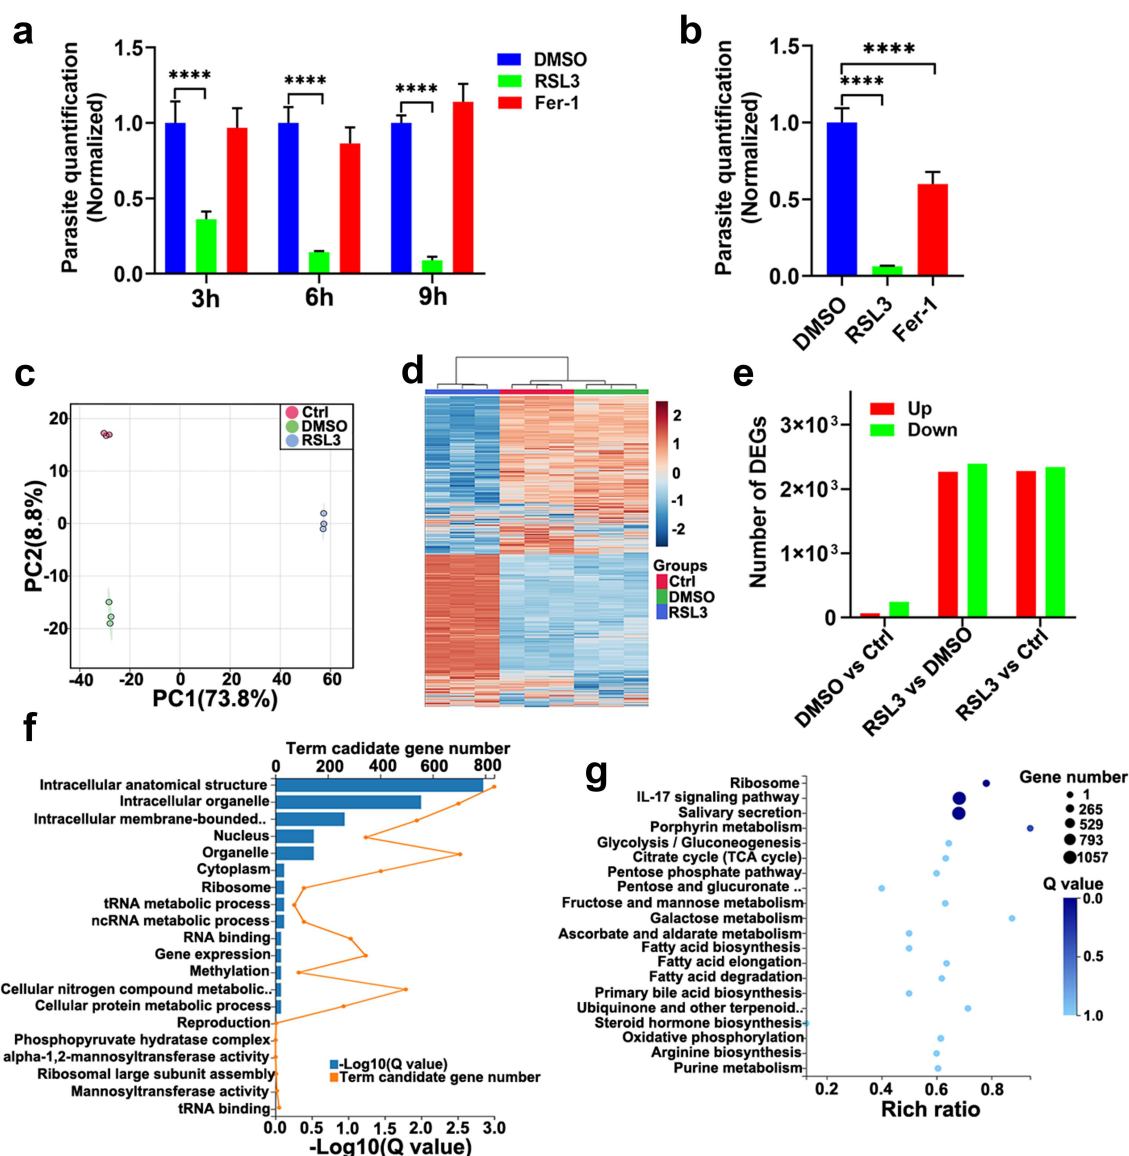 a
Parasite quantification
(Normalized)
1.5
1.0
0.5
0.0
****
****
****
3h
6h
9h
DMSO
RSL3
Fer-1
b
Parasite quantification
(Normalized)
1.5
1.0
0.5
0.0
****
****
DMSO
RSL3
Fer-1
c
PC2(8.8%)
20
10
0
-10
-20
-40
-20
0
20
40
60
PC1(73.8%)
Ctrl
DMSO
RSL3
d
2
1
0
-1
-2
Groups
Ctrl
DMSO
RSL3
e
Number of DEGs
3×10³
2×10³
1×10³
0
Up
Down
DMSO vs Ctrl
RSL3 vs DMSO
RSL3 vs Ctrl
f
Term cadidate gene number
0 200 400 600 800
Intracellular anatomical structure
Intracellular organelle
Intracellular membrane-bounded..
Nucleus
Organelle
Cytoplasm
Ribosome
tRNA metabolic process
ncRNA metabolic process
RNA binding
Gene expression
Methylation
Cellular nitrogen compound metabolic..
Cellular protein metabolic process
Reproduction
Phosphopyruvate hydratase complex
alpha-1,2-mannosyltransferase activity
Ribosomal large subunit assembly
Mannosyltransferase activity
tRNA binding
-Log10(Q value)
Term candidate gene number
0.0 0.5 1.0 1.5 2.0 2.5 3.0
-Log10(Q value)
g
Ribosome
IL-17 signaling pathway
Salivary secretion
Porphyrin metabolism
Glycolysis / Gluconeogenesis
Citrate cycle (TCA cycle)
Pentose phosphate pathway
Pentose and glucuronate ..
Fructose and mannose metabolism
Galactose metabolism
Ascorbate and aldarate metabolism
Fatty acid biosynthesis
Fatty acid elongation
Fatty acid degradation
Primary bile acid biosynthesis
Ubiquinone and other terpenoid..
Steroid hormone biosynthesis
Oxidative phosphorylation
Arginine biosynthesis
Purine metabolism
0.2 0.4 0.6 0.8
Rich ratio
Gene number
1
265
529
793
1057
Q value
0.0
0.5
1.0